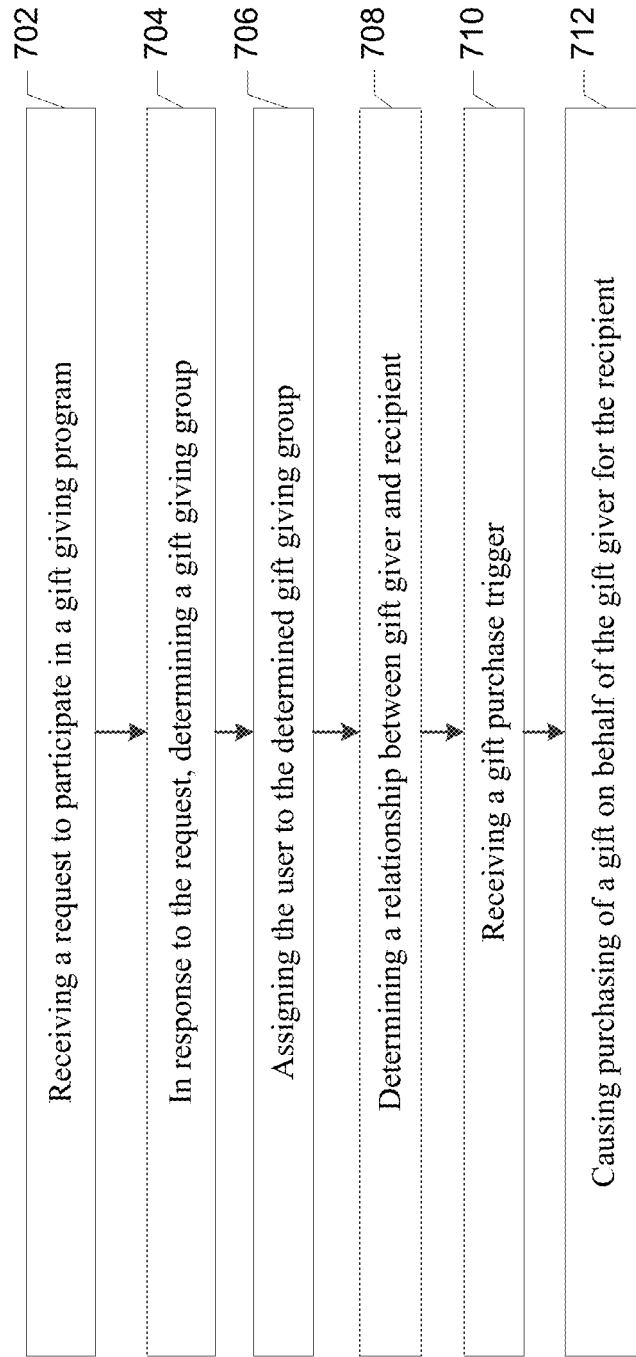 702
Receiving a request to participate in a gift giving program
704
In response to the request, determining a gift giving group
706
Assigning the user to the determined gift giving group
708
Determining a relationship between gift giver and recipient
710
Receiving a gift purchase trigger
712
Causing purchasing of a gift on behalf of the gift giver for the recipient